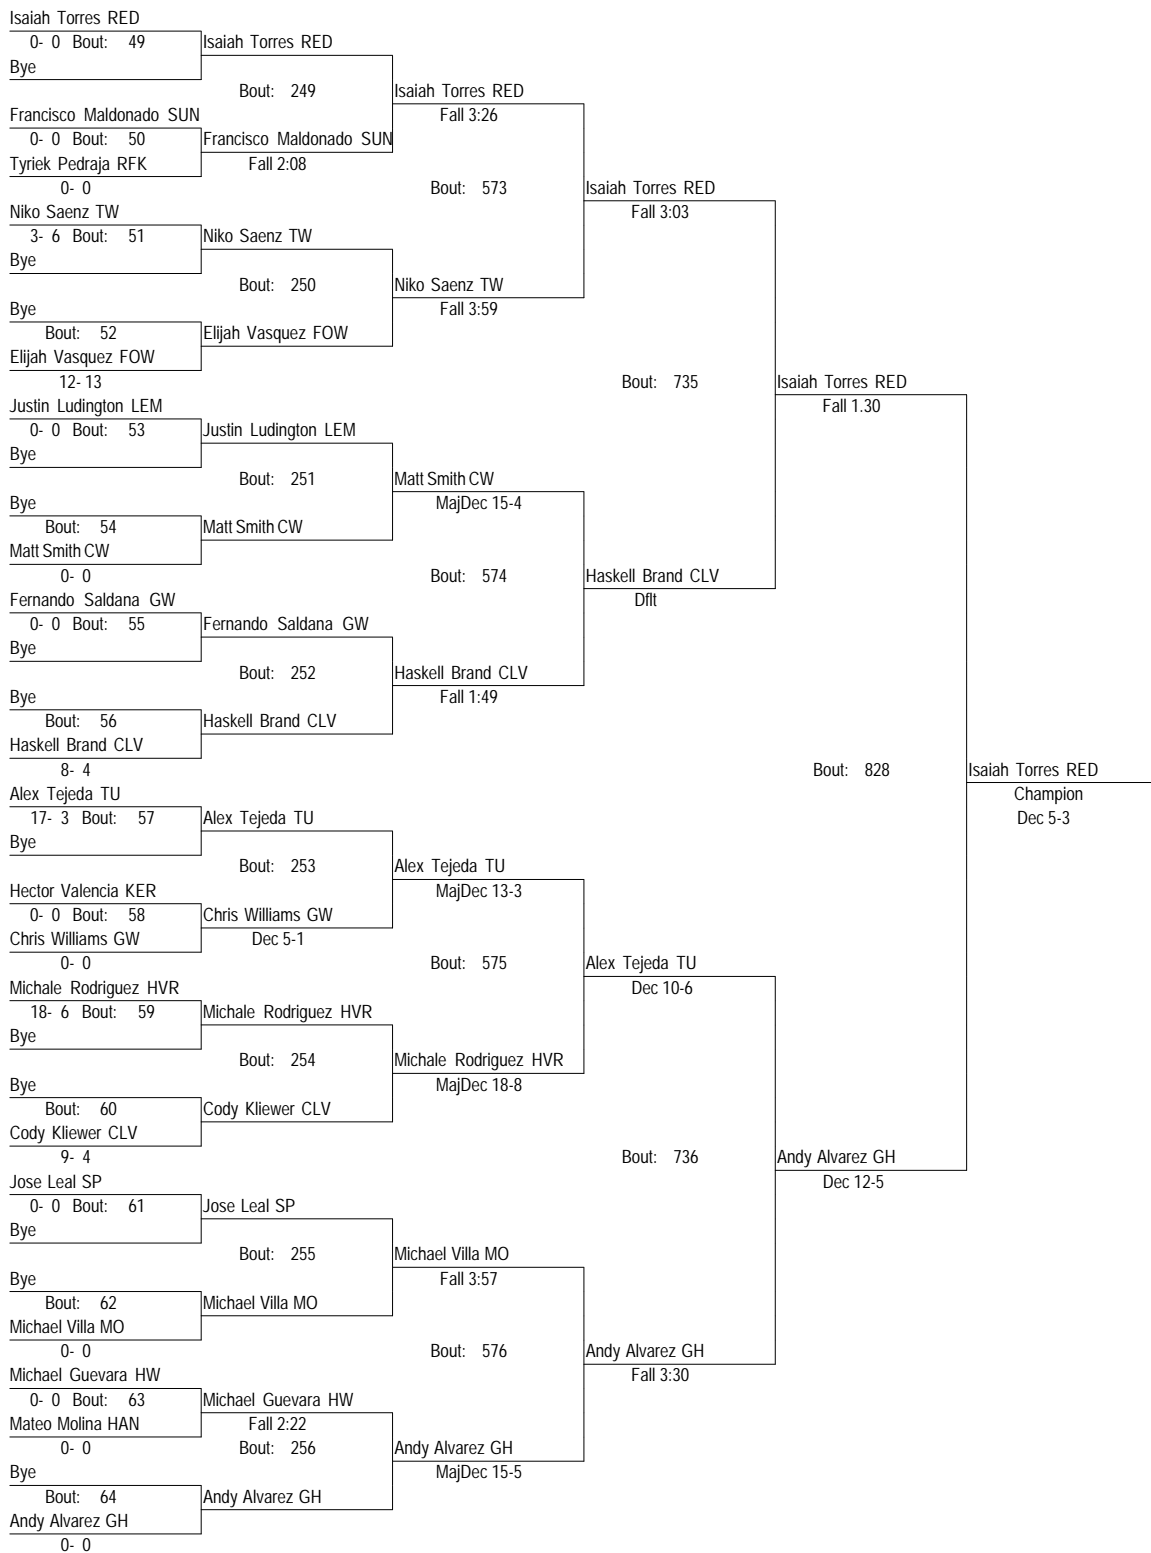 Isaiah Torres RED
0- 0 Bout: 49
Isaiah Torres RED
Bye
Bout: 249
Isaiah Torres RED
Francisco Maldonado SUN
Fall 3:26
0- 0 Bout: 50
Francisco Maldonado SUN
Tyriek Pedraja RFK
Fall 2:08
0- 0
Bout: 573
Isaiah Torres RED
Niko Saenz TW
Fall 3:03
3- 6 Bout: 51
Niko Saenz TW
Bye
Bout: 250
Niko Saenz TW
Bye
Fall 3:59
Bout: 52
Elijah Vasquez FOW
Elijah Vasquez FOW
12- 13
Bout: 735
Isaiah Torres RED
Justin Ludington LEM
Fall 1.30
0- 0 Bout: 53
Justin Ludington LEM
Bye
Bout: 251
Matt Smith CW
Bye
MajDec 15-4
Bout: 54
Matt Smith CW
Matt Smith CW
0- 0
Bout: 574
Haskell Brand CLV
Fernando Saldana GW
Dflt
0- 0 Bout: 55
Fernando Saldana GW
Bye
Bout: 252
Haskell Brand CLV
Bye
Fall 1:49
Bout: 56
Haskell Brand CLV
Haskell Brand CLV
8- 4
Bout: 828
Isaiah Torres RED
Alex Tejeda TU
Champion
17- 3 Bout: 57
Alex Tejeda TU
Dec 5-3
Bye
Bout: 253
Alex Tejeda TU
Hector Valencia KER
MajDec 13-3
0- 0 Bout: 58
Chris Williams GW
Chris Williams GW
Dec 5-1
0- 0
Bout: 575
Alex Tejeda TU
Michale Rodriguez HVR
Dec 10-6
18- 6 Bout: 59
Michale Rodriguez HVR
Bye
Bout: 254
Michale Rodriguez HVR
Bye
MajDec 18-8
Bout: 60
Cody Kliewer CLV
Cody Kliewer CLV
9- 4
Bout: 736
Andy Alvarez GH
Jose Leal SP
Dec 12-5
0- 0 Bout: 61
Jose Leal SP
Bye
Bout: 255
Michael Villa MO
Bye
Fall 3:57
Bout: 62
Michael Villa MO
Michael Villa MO
0- 0
Bout: 576
Andy Alvarez GH
Michael Guevara HW
Fall 3:30
0- 0 Bout: 63
Michael Guevara HW
Mateo Molina HAN
Fall 2:22
0- 0
Bout: 256
Andy Alvarez GH
Bye
MajDec 15-5
Bout: 64
Andy Alvarez GH
Andy Alvarez GH
0- 0